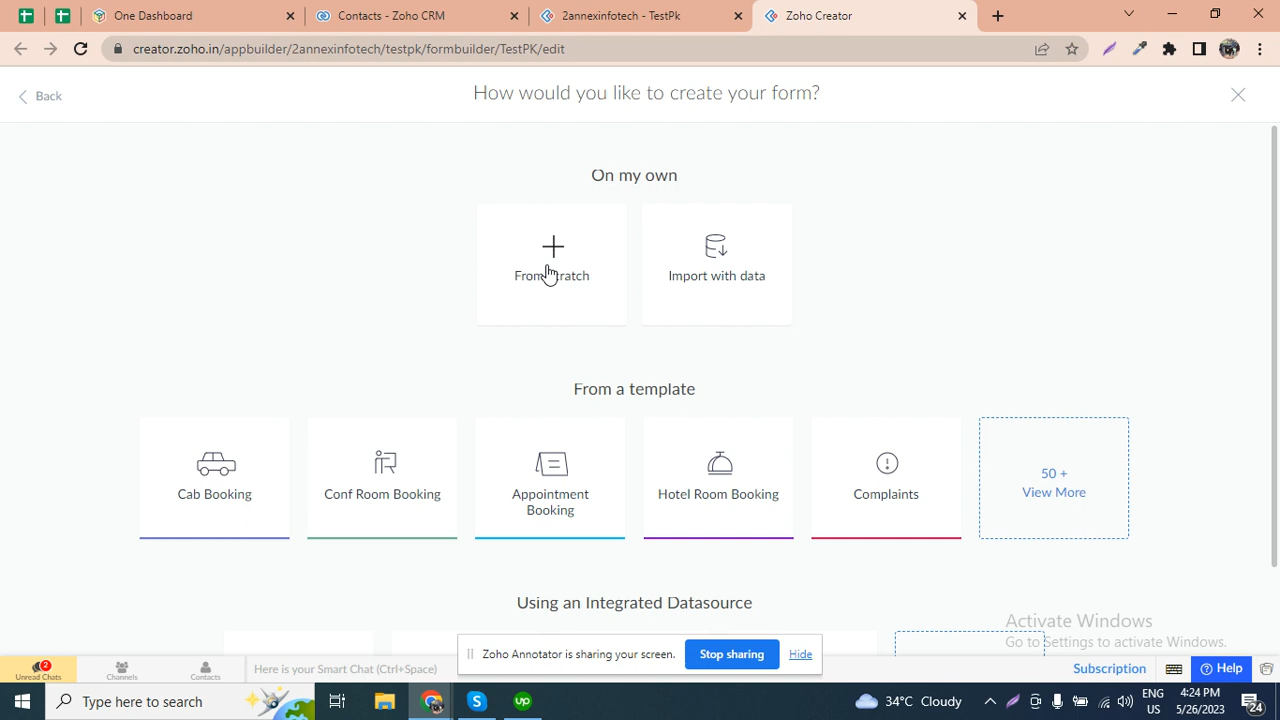 One Dashboard
Contacts - Zoho CRM
2annexinfotech - TestPk
Zoho Creator
creator.zoho.in/appbuilder/2annexinfotech/testpk/formbuilder/TestPK/edit
Back
How would you like to create your form?
On my own
From scratch
Import with data
From a template
Cab Booking
Conf Room Booking
Appointment
Booking
Hotel Room Booking
Complaints
50 +
View More
Using an Integrated Datasource
Activate Windows
Go to Settings to activate Windows.
Zoho Annotator is sharing your screen.
Stop sharing
Hide
2
Unread Chats
Channels
Contacts
Here is your Smart Chat (Ctrl+Space)
Subscription
Help
Type here to search
34°C Cloudy
ENG
US
4:24 PM
5/26/2023
24